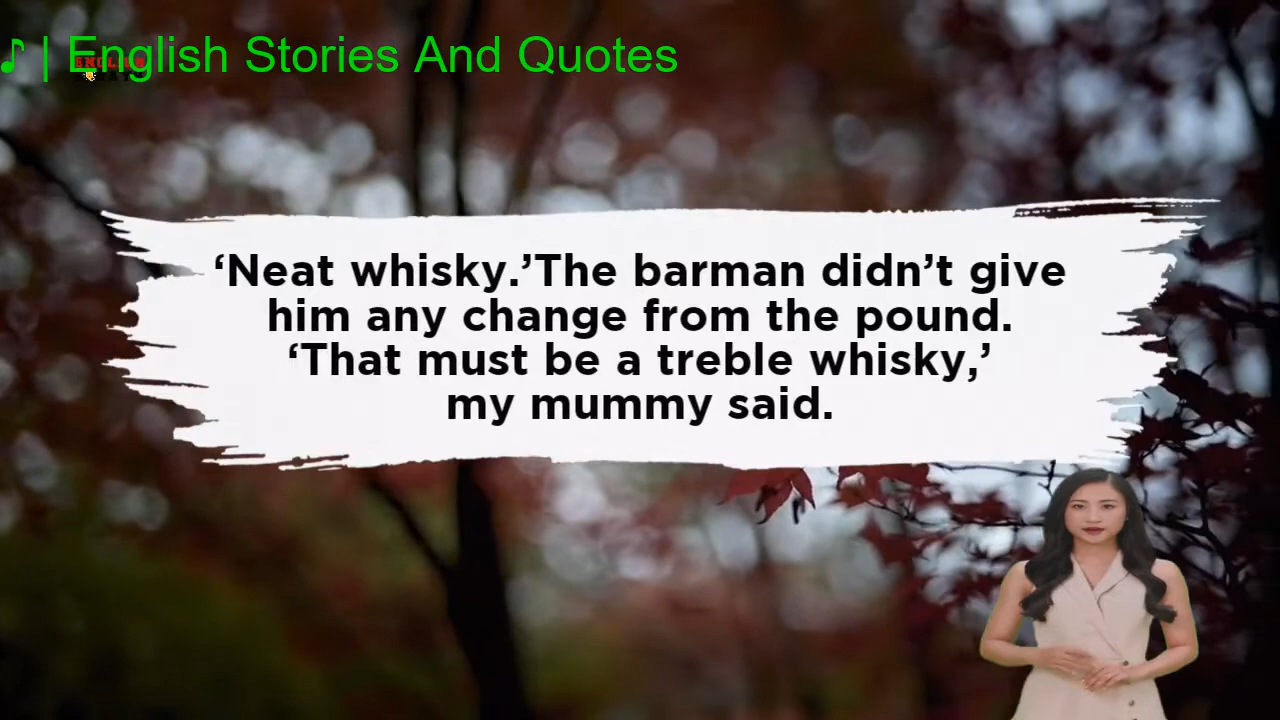 ♪ | English Stories And Quotes
ENGLISH
‘Neat whisky.’The barman didn’t give
him any change from the pound.
‘That must be a treble whisky,’
my mummy said.